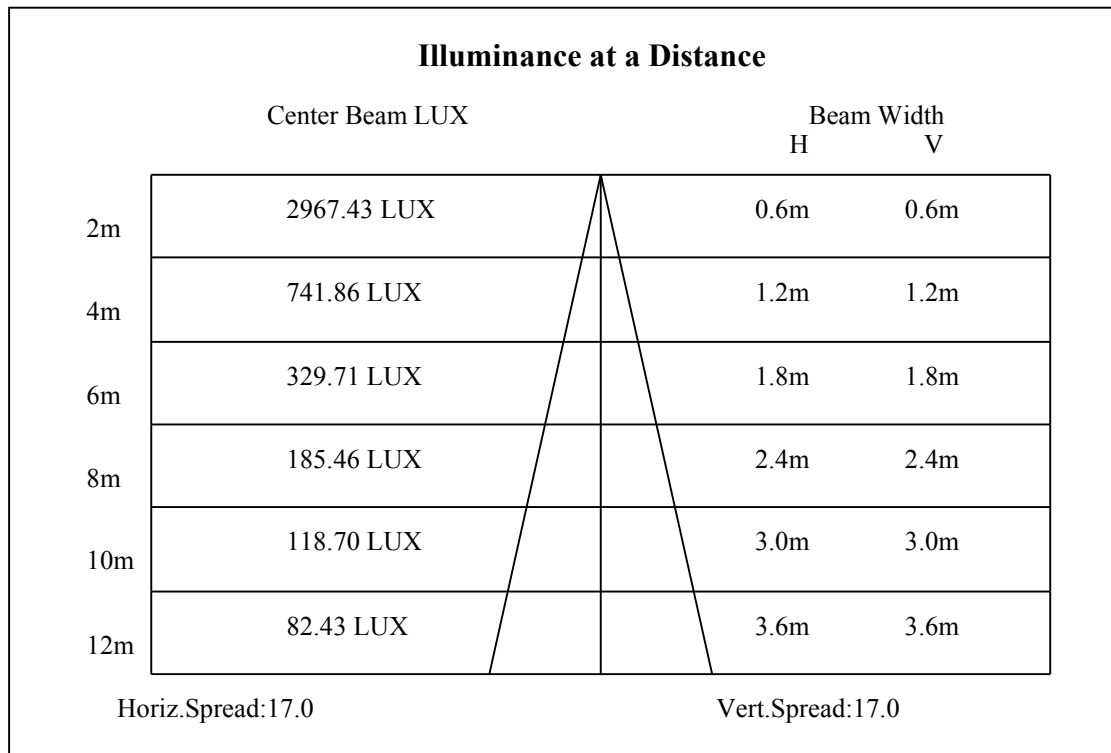 Illuminance at a Distance
Center Beam LUX Beam Width
H V
2m 2967.43 LUX 0.6m 0.6m
4m 741.86 LUX 1.2m 1.2m
6m 329.71 LUX 1.8m 1.8m
8m 185.46 LUX 2.4m 2.4m
10m 118.70 LUX 3.0m 3.0m
12m 82.43 LUX 3.6m 3.6m
Horiz.Spread:17.0 Vert.Spread:17.0